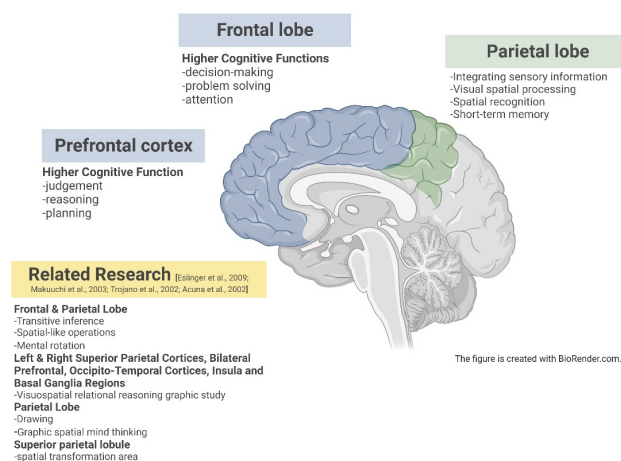 Frontal lobe
Higher Cognitive Functions
-decision-making
-problem solving
-attention
Parietal lobe
-Integrating sensory information
-Visual spatial processing
-Spatial recognition
-Short-term memory
Prefrontal cortex
Higher Cognitive Function
-judgement
-reasoning
-planning
Related Research [Eslinger et al., 2009;
Makuuchi et al., 2003; Trojano et al., 2002; Acuna et al., 2002]
Frontal & Parietal Lobe
-Transitive inference
-Spatial-like operations
-Mental rotation
Left & Right Superior Parietal Cortices, Bilateral
Prefrontal, Occipito-Temporal Cortices, Insula and
Basal Ganglia Regions
-Visuospatial relational reasoning graphic study
Parietal Lobe
-Drawing
-Graphic spatial mind thinking
Superior parietal lobule
-spatial transformation area
The figure is created with BioRender.com.